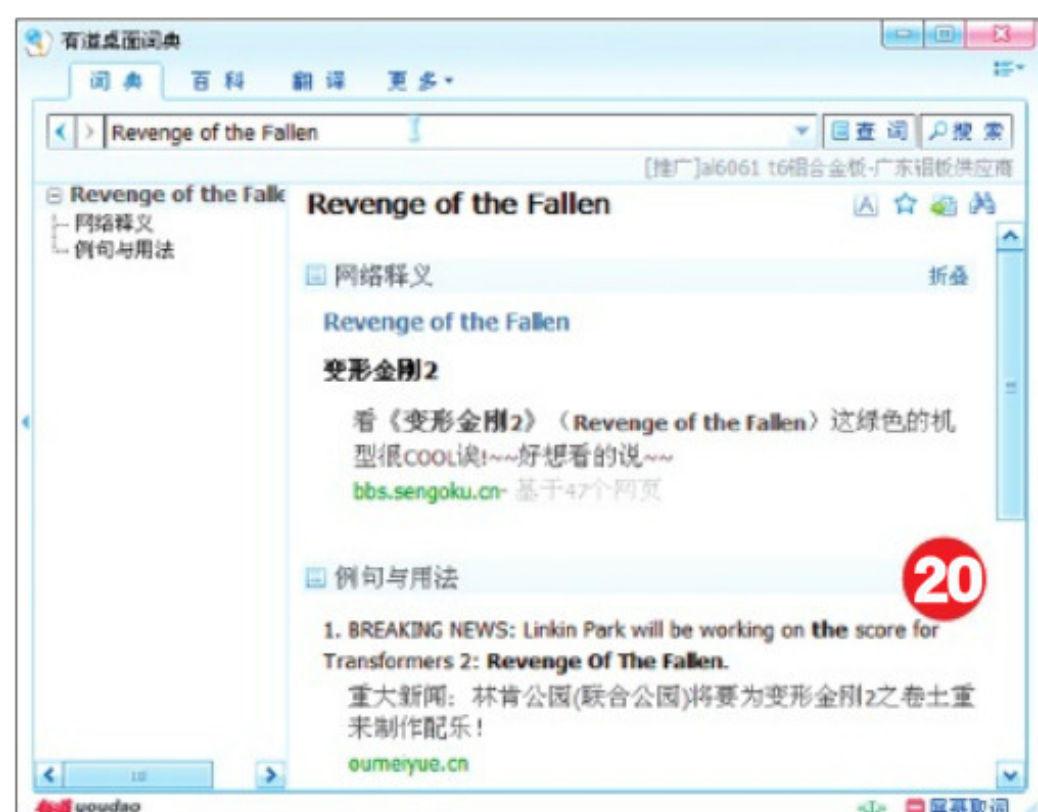 有道桌面词典
词典 百科 翻译 更多
Revenge of the Fallen 查词 搜索
[推广]al6061 t6铝合金板-广东铝板供应商
Revenge of the Falle
网络释义
例句与用法
Revenge of the Fallen
网络释义 折叠
Revenge of the Fallen
变形金刚2
看《变形金刚2》（Revenge of the Fallen）这绿色的机
型很COOL诶!~~好想看的说~~
bbs.sengoku.cn- 基于47个网页
例句与用法
20
1. BREAKING NEWS: Linkin Park will be working on the score for
Transformers 2: Revenge Of The Fallen.
重大新闻：林肯公园(联合公园)将要为变形金刚2之卷土重
来制作配乐！
oumeiyue.cn
有道 youdao 屏幕取词